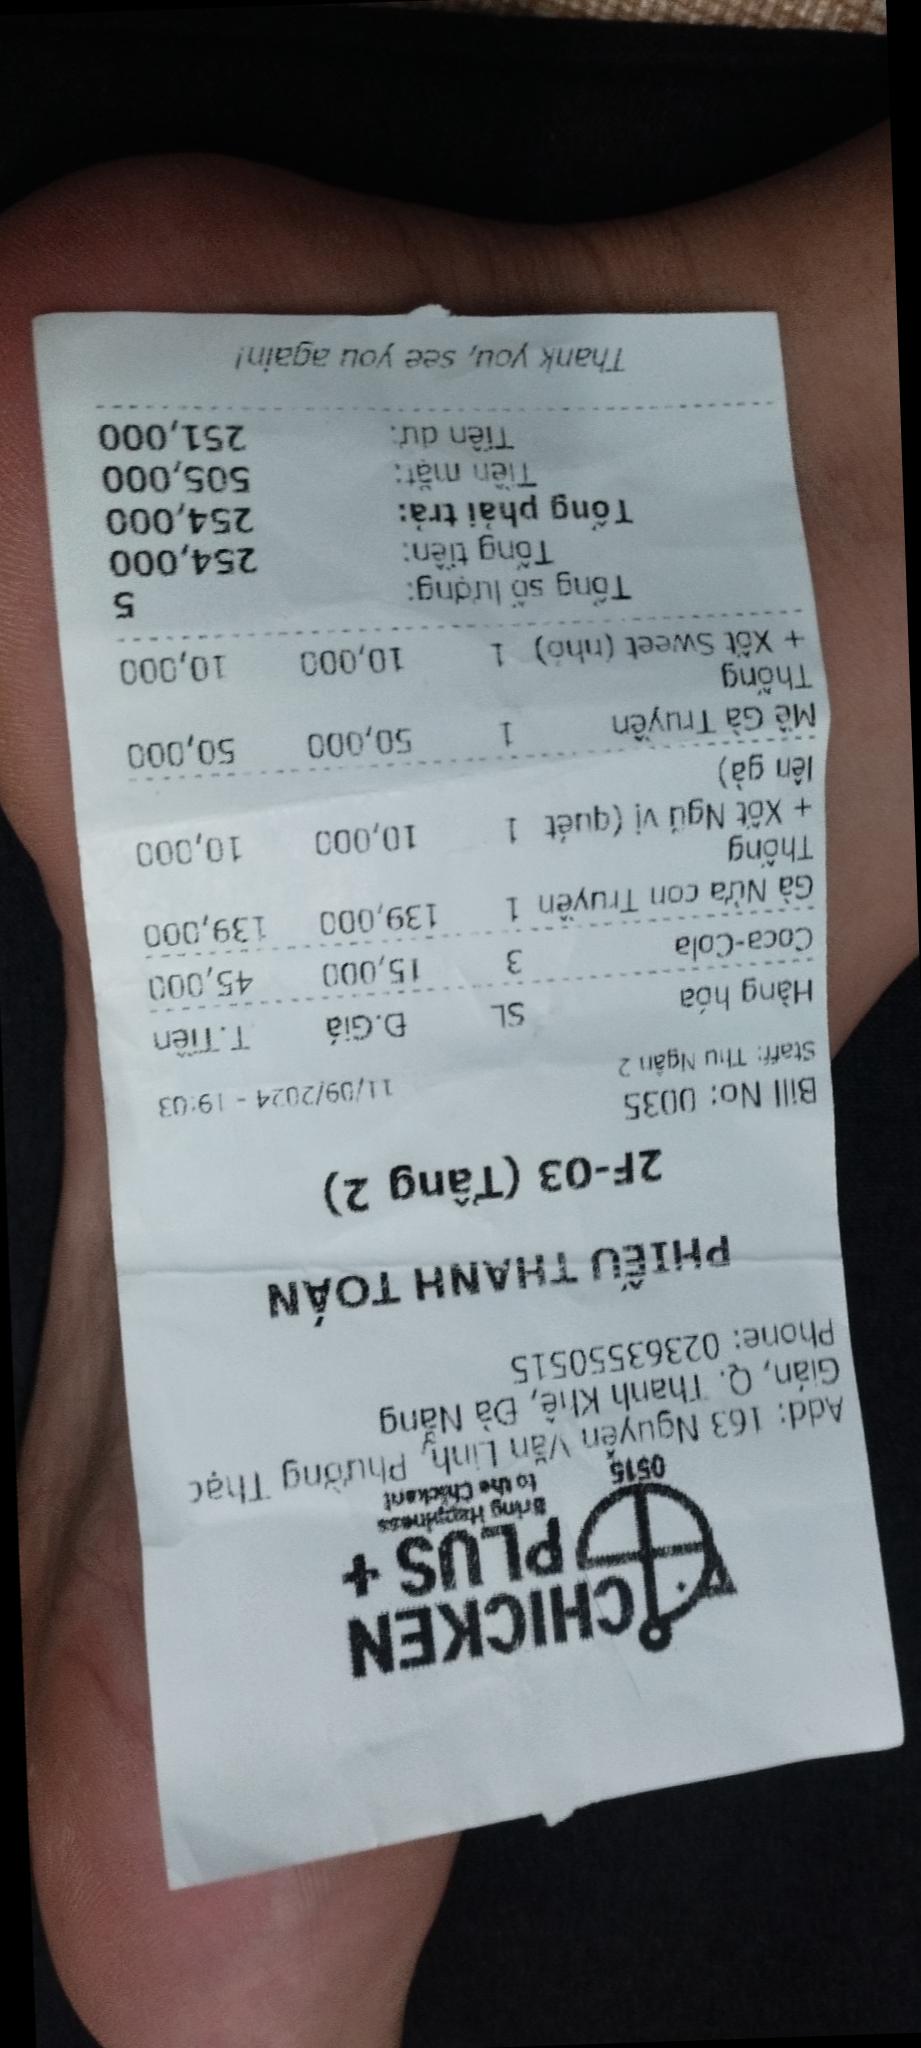 CHICKEN
PLUS +
Bring Happiness
to the Chickent
0515
Add: 163 Nguyễn Văn Linh, Phường Thạc
Gián, Q. Thanh Khê, Đà Nẵng
Phone: 02363550515
PHIẾU THANH TOÁN
2F-03 (Tầng 2)
Bill No: 0035 11/09/2024 - 19:03
Staff: Thu Ngân 2
Hàng hóa SL Đ.Giá T.Tiền
Coca-Cola 3 15,000 45,000
Gà Nửa con Truyền 1 139,000 139,000
Thống
+ Xốt Ngũ vị (quét 1 10,000 10,000
lên gà)
Mề Gà Truyền 1 50,000 50,000
Thống
+ Xốt Sweet (nhỏ) 1 10,000 10,000
Tổng số lượng: 5
Tổng tiền: 254,000
Tổng phải trả: 254,000
Tiền mặt: 505,000
Tiền dư: 251,000
Thank you, see you again!